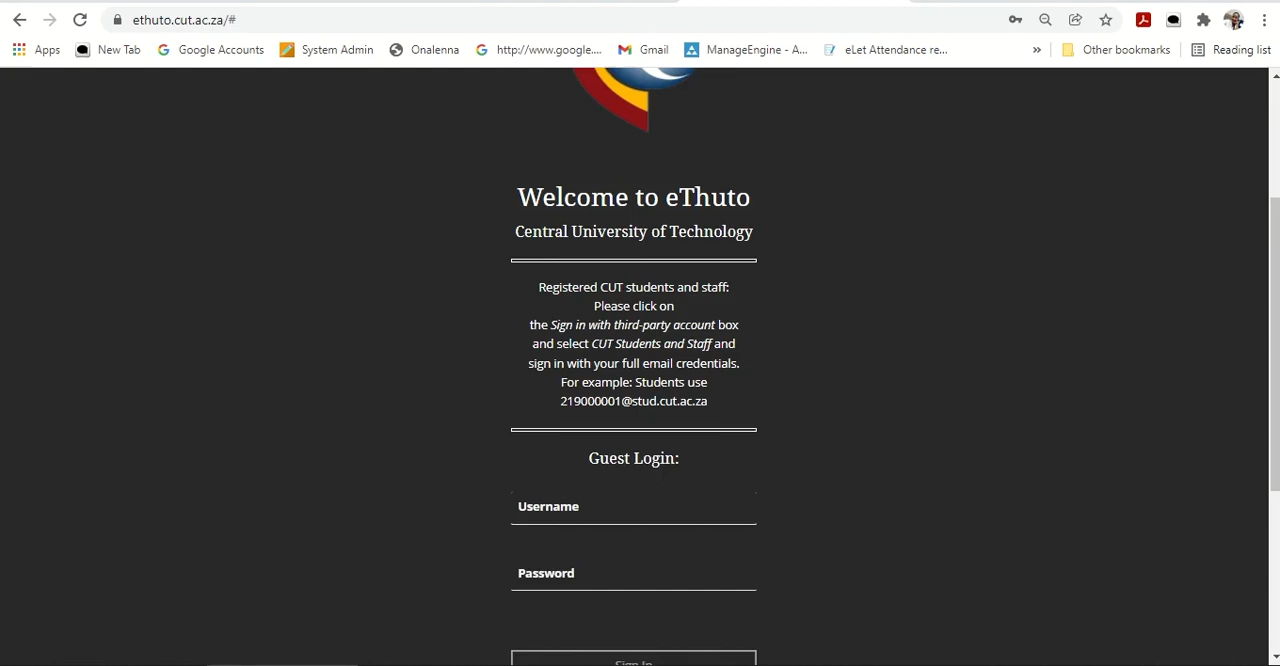 ethuto.cut.ac.za/#
Apps New Tab Google Accounts System Admin Onalenna http://www.google.... Gmail ManageEngine - A... eLet Attendance re... » Other bookmarks Reading list
Welcome to eThuto
Central University of Technology
Registered CUT students and staff:
Please click on
the Sign in with third-party account box
and select CUT Students and Staff and
sign in with your full email credentials.
For example: Students use
219000001@stud.cut.ac.za
Guest Login:
Username
Password
Sign In